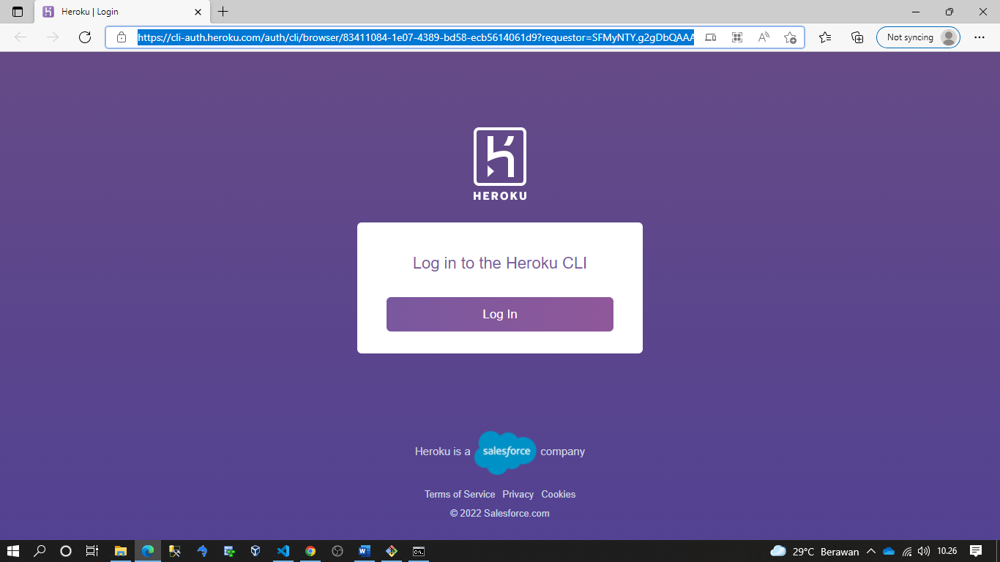 Heroku | Login
https://cli-auth.heroku.com/auth/cli/browser/83411084-1e07-4389-bd58-ecb5614061d9?requestor=SFMyNTY.g2gDbQAAA
Not syncing
HEROKU
Log in to the Heroku CLI
Log In
Heroku is a salesforce company
Terms of Service Privacy Cookies
© 2022 Salesforce.com
29°C Berawan 10.26